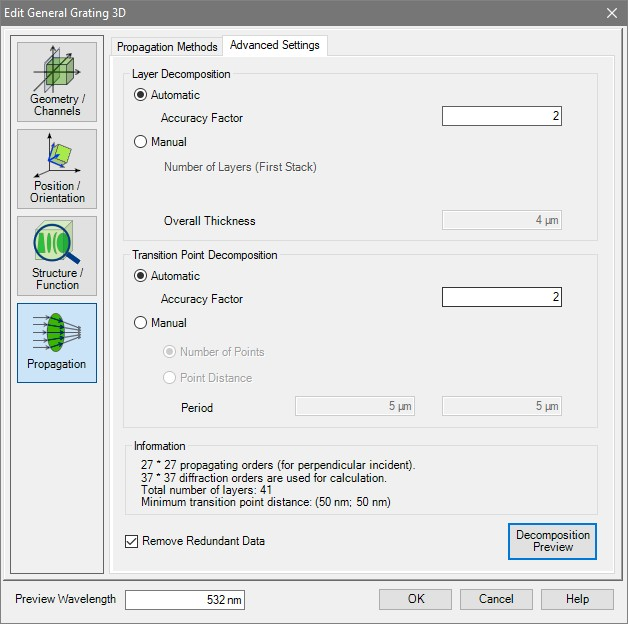 Edit General Grating 3D
Geometry /
Channels
Position /
Orientation
Structure /
Function
Propagation
Propagation Methods
Advanced Settings
Layer Decomposition
Automatic
Accuracy Factor
2
Manual
Number of Layers (First Stack)
Overall Thickness
4 µm
Transition Point Decomposition
Automatic
Accuracy Factor
2
Manual
Number of Points
Point Distance
Period
5 µm
5 µm
Information
27 * 27 propagating orders (for perpendicular incident).
37 * 37 diffraction orders are used for calculation.
Total number of layers: 41
Minimum transition point distance: (50 nm; 50 nm)
Remove Redundant Data
Decomposition
Preview
Preview Wavelength
532 nm
OK
Cancel
Help